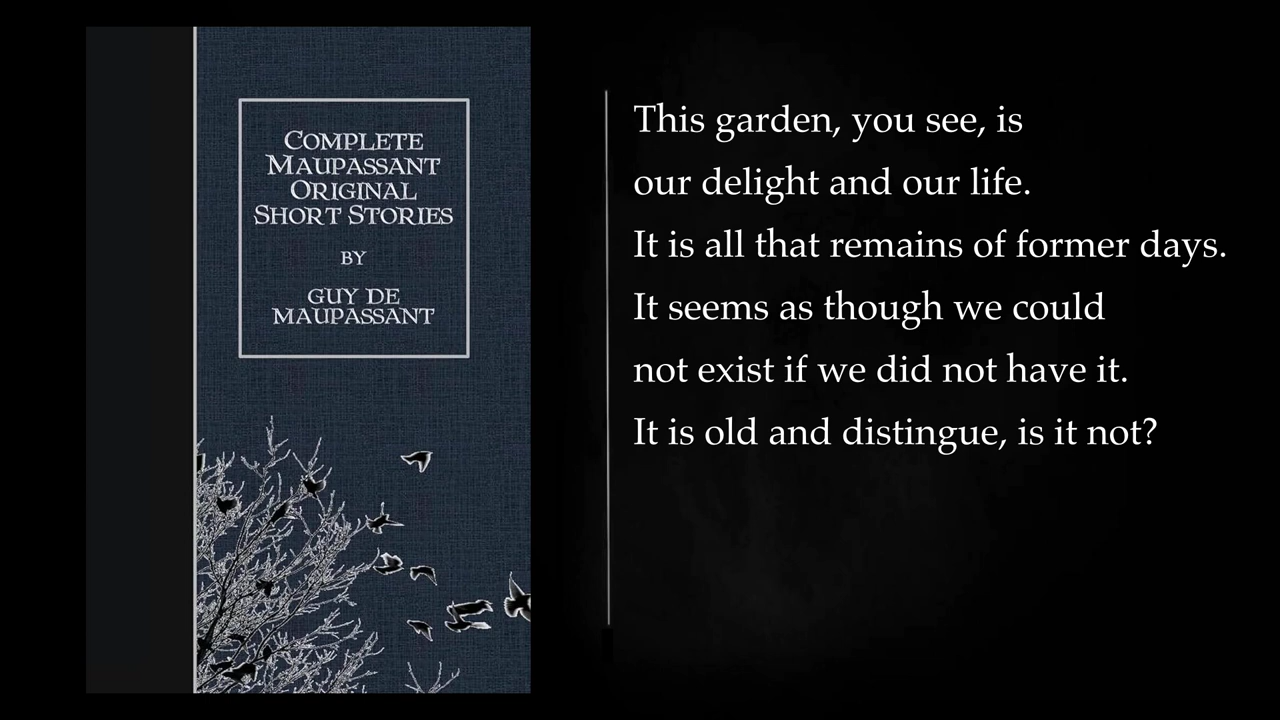 COMPLETE
MAUPASSANT
ORIGINAL
SHORT STORIES
BY
GUY DE
MAUPASSANT
This garden, you see, is
our delight and our life.
It is all that remains of former days.
It seems as though we could
not exist if we did not have it.
It is old and distingue, is it not?